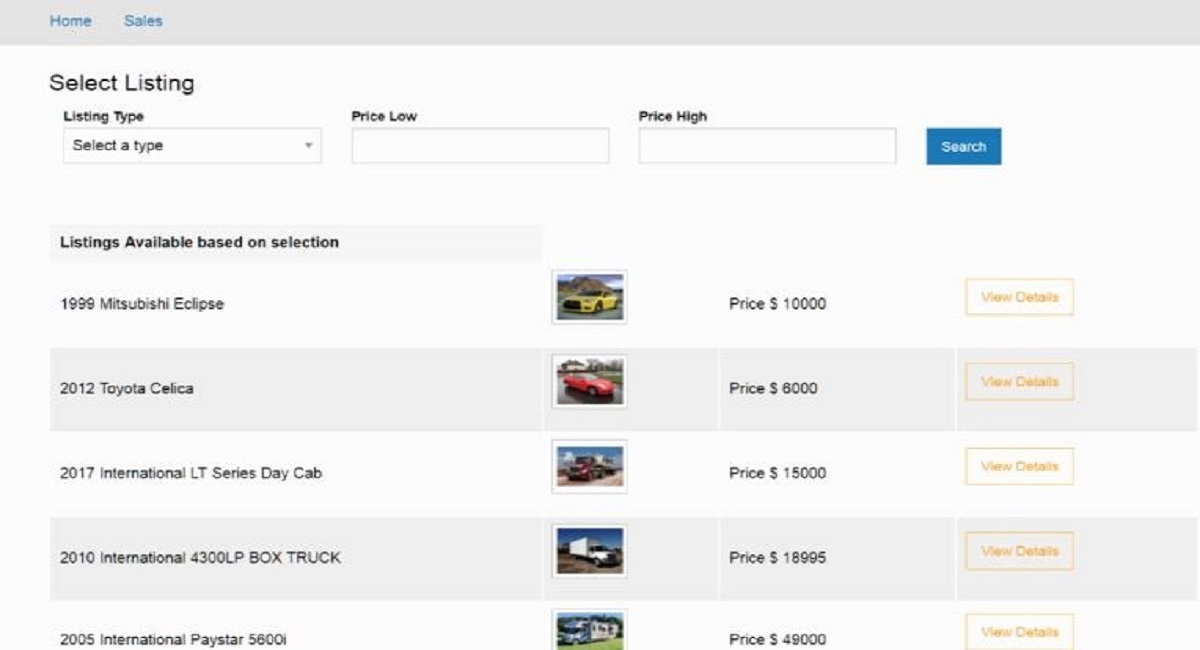 Home Sales
Select Listing
Listing Type Price Low Price High
Select a type Search
Listings Available based on selection
1999 Mitsubishi Eclipse Price $ 10000 View Details
2012 Toyota Celica Price $ 6000 View Details
2017 International LT Series Day Cab Price $ 15000 View Details
2010 International 4300LP BOX TRUCK Price $ 18995 View Details
2005 International Paystar 5600i Price $ 49000 View Details